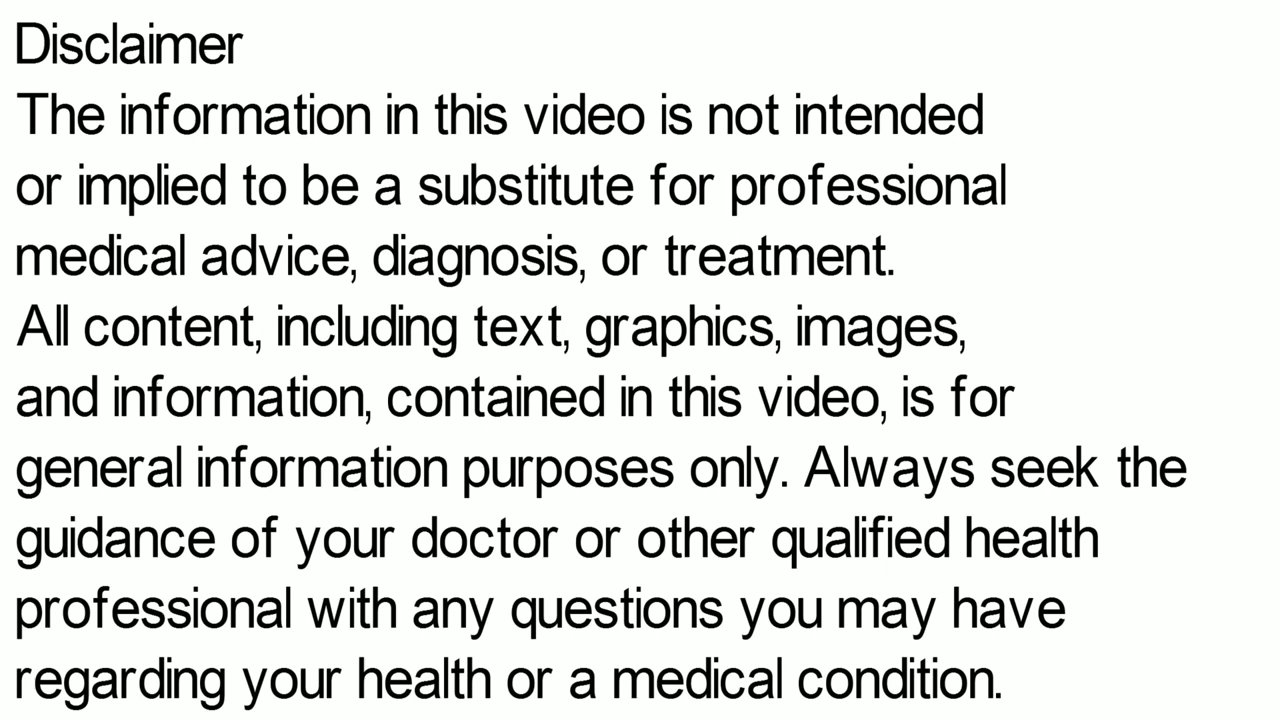 Disclaimer
The information in this video is not intended
or implied to be a substitute for professional
medical advice, diagnosis, or treatment.
All content, including text, graphics, images,
and information, contained in this video, is for
general information purposes only. Always seek the
guidance of your doctor or other qualified health
professional with any questions you may have
regarding your health or a medical condition.